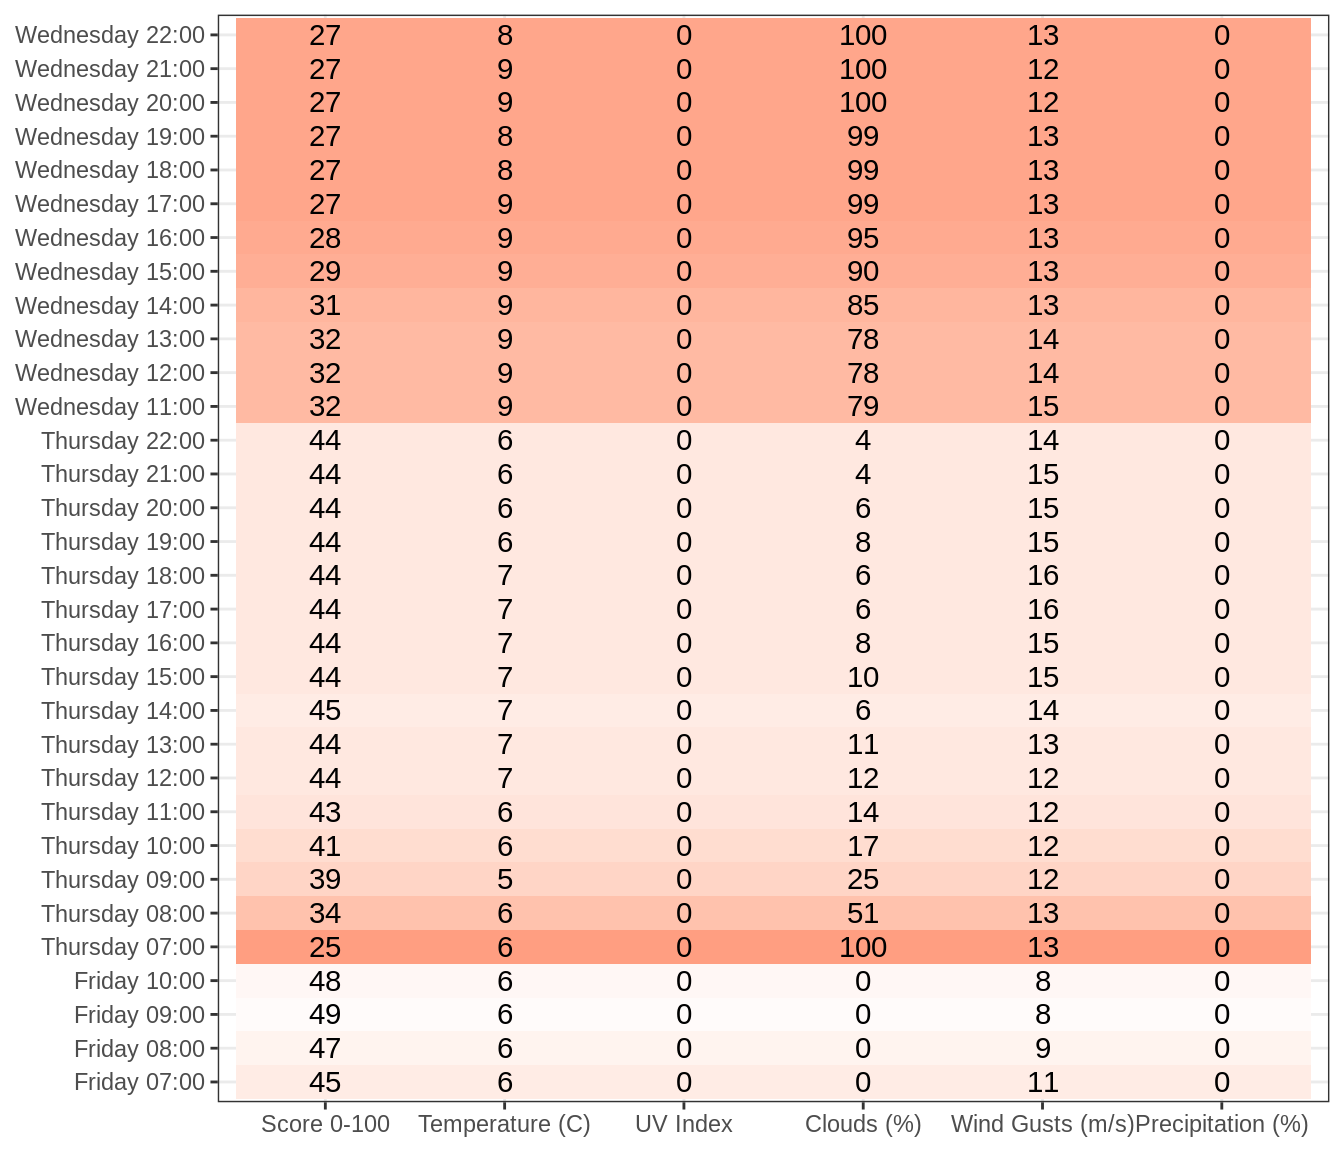 Wednesday 22:00 27 8 0 100 13 0
Wednesday 21:00 27 9 0 100 12 0
Wednesday 20:00 27 9 0 100 12 0
Wednesday 19:00 27 8 0 99 13 0
Wednesday 18:00 27 8 0 99 13 0
Wednesday 17:00 27 9 0 99 13 0
Wednesday 16:00 28 9 0 95 13 0
Wednesday 15:00 29 9 0 90 13 0
Wednesday 14:00 31 9 0 85 13 0
Wednesday 13:00 32 9 0 78 14 0
Wednesday 12:00 32 9 0 78 14 0
Wednesday 11:00 32 9 0 79 15 0
Thursday 22:00 44 6 0 4 14 0
Thursday 21:00 44 6 0 4 15 0
Thursday 20:00 44 6 0 6 15 0
Thursday 19:00 44 6 0 8 15 0
Thursday 18:00 44 7 0 6 16 0
Thursday 17:00 44 7 0 6 16 0
Thursday 16:00 44 7 0 8 15 0
Thursday 15:00 44 7 0 10 15 0
Thursday 14:00 45 7 0 6 14 0
Thursday 13:00 44 7 0 11 13 0
Thursday 12:00 44 7 0 12 12 0
Thursday 11:00 43 6 0 14 12 0
Thursday 10:00 41 6 0 17 12 0
Thursday 09:00 39 5 0 25 12 0
Thursday 08:00 34 6 0 51 13 0
Thursday 07:00 25 6 0 100 13 0
Friday 10:00 48 6 0 0 8 0
Friday 09:00 49 6 0 0 8 0
Friday 08:00 47 6 0 0 9 0
Friday 07:00 45 6 0 0 11 0
Score 0-100 Temperature (C) UV Index Clouds (%) Wind Gusts (m/s) Precipitation (%)